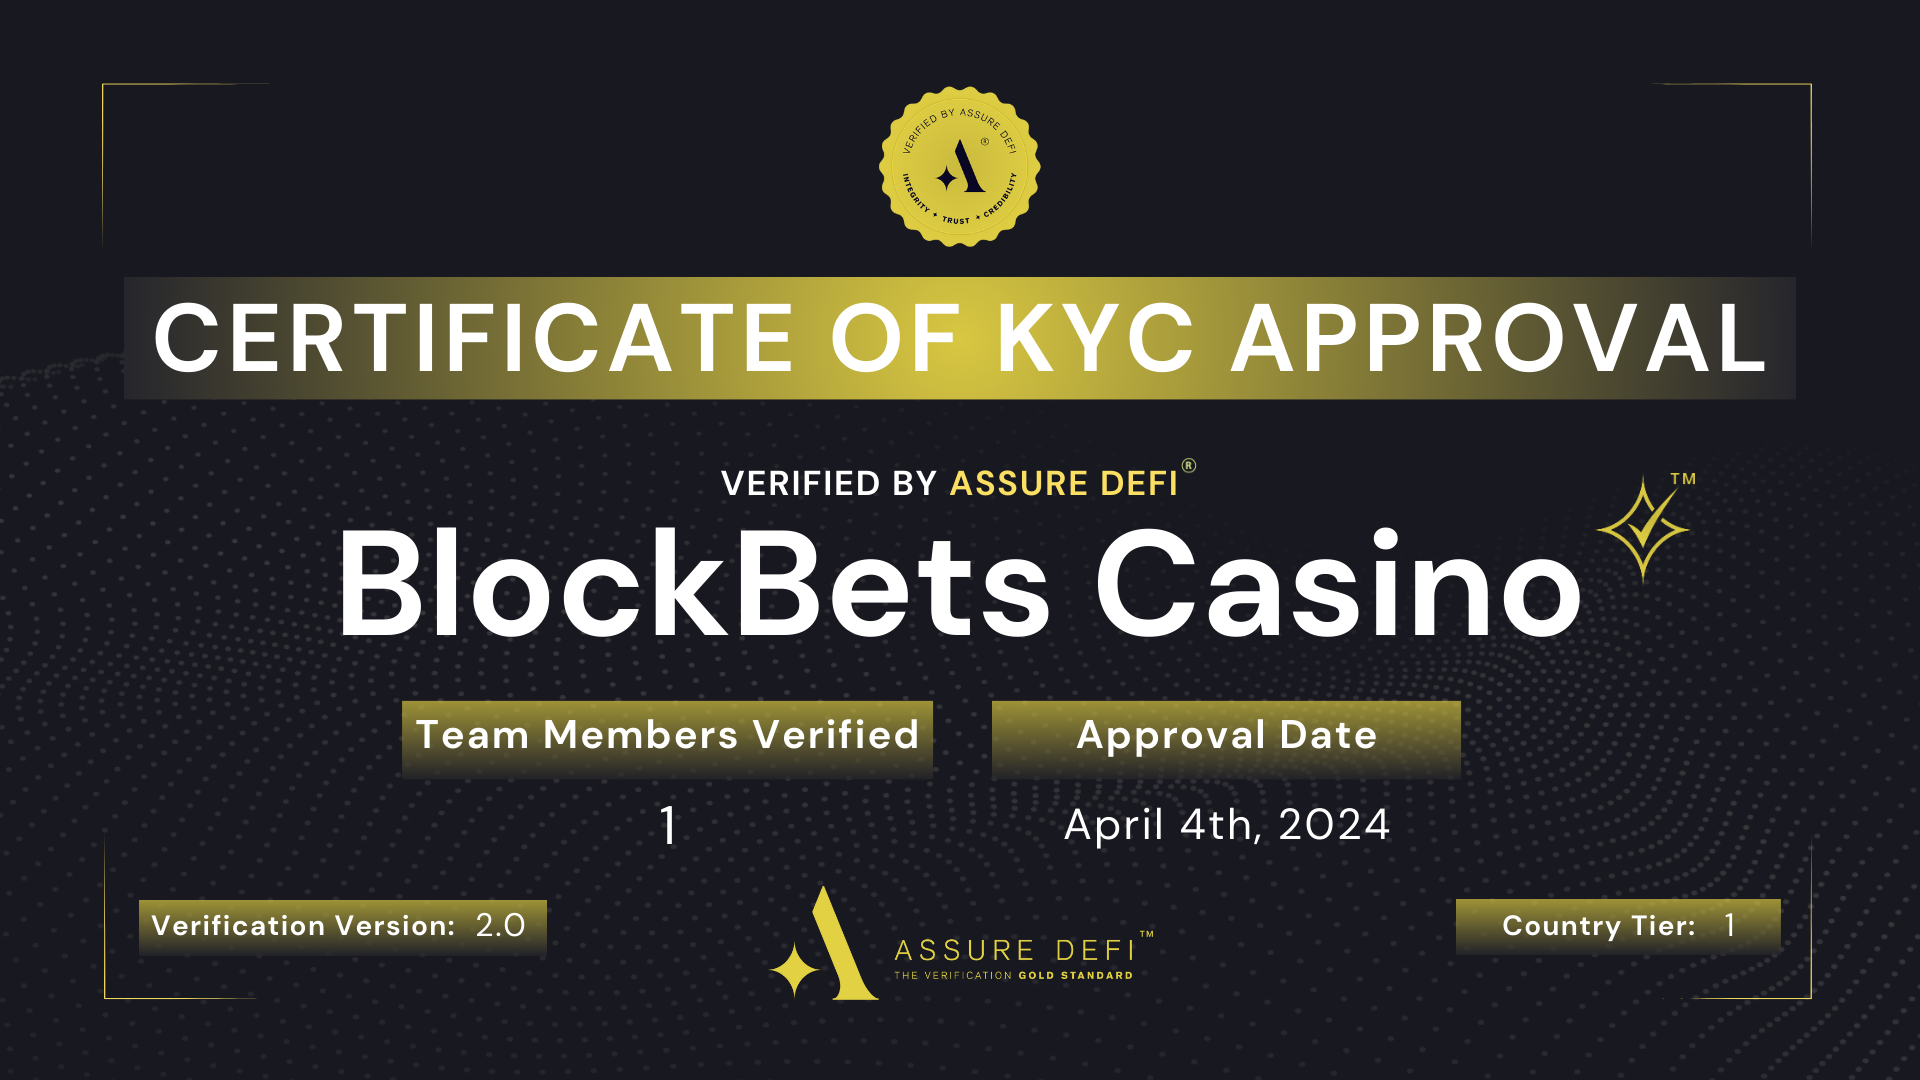 VERIFIED BY ASSURE DEFI
®
INTEGRITY ✦ TRUST ✦ CREDIBILITY
CERTIFICATE OF KYC APPROVAL
VERIFIED BY ASSURE DEFI®
BlockBets Casino
TM
Team Members Verified
Approval Date
1
April 4th, 2024
Verification Version: 2.0
ASSURE DEFI™
THE VERIFICATION GOLD STANDARD
Country Tier: 1